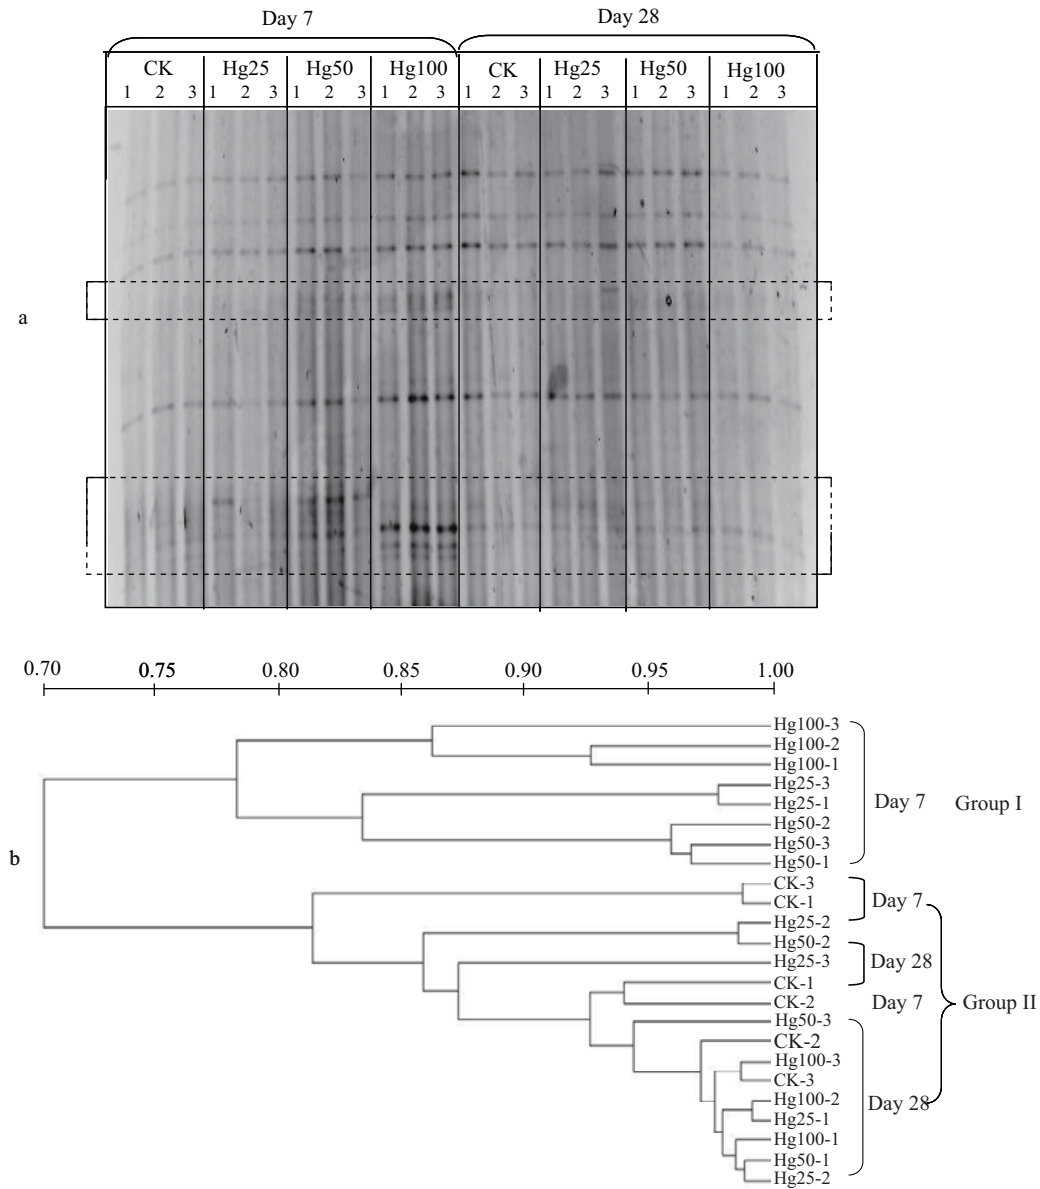 Day 7 Day 28
CK Hg25 Hg50 Hg100 CK Hg25 Hg50 Hg100
1 2 3 1 2 3 1 2 3 1 2 3 1 2 3 1 2 3 1 2 3 1 2 3
a
0.70 0.75 0.80 0.85 0.90 0.95 1.00
Hg100-3
Hg100-2
Hg100-1
Hg25-3
Day 7 Group I
Hg25-1
Hg50-2
Hg50-3
b
Hg50-1
CK-3
CK-1
Day 7
Hg25-2
Hg50-2
Hg25-3
Day 28
CK-1
CK-2
Day 7 Group II
Hg50-3
CK-2
Hg100-3
CK-3
Hg100-2
Day 28
Hg25-1
Hg100-1
Hg50-1
Hg25-2